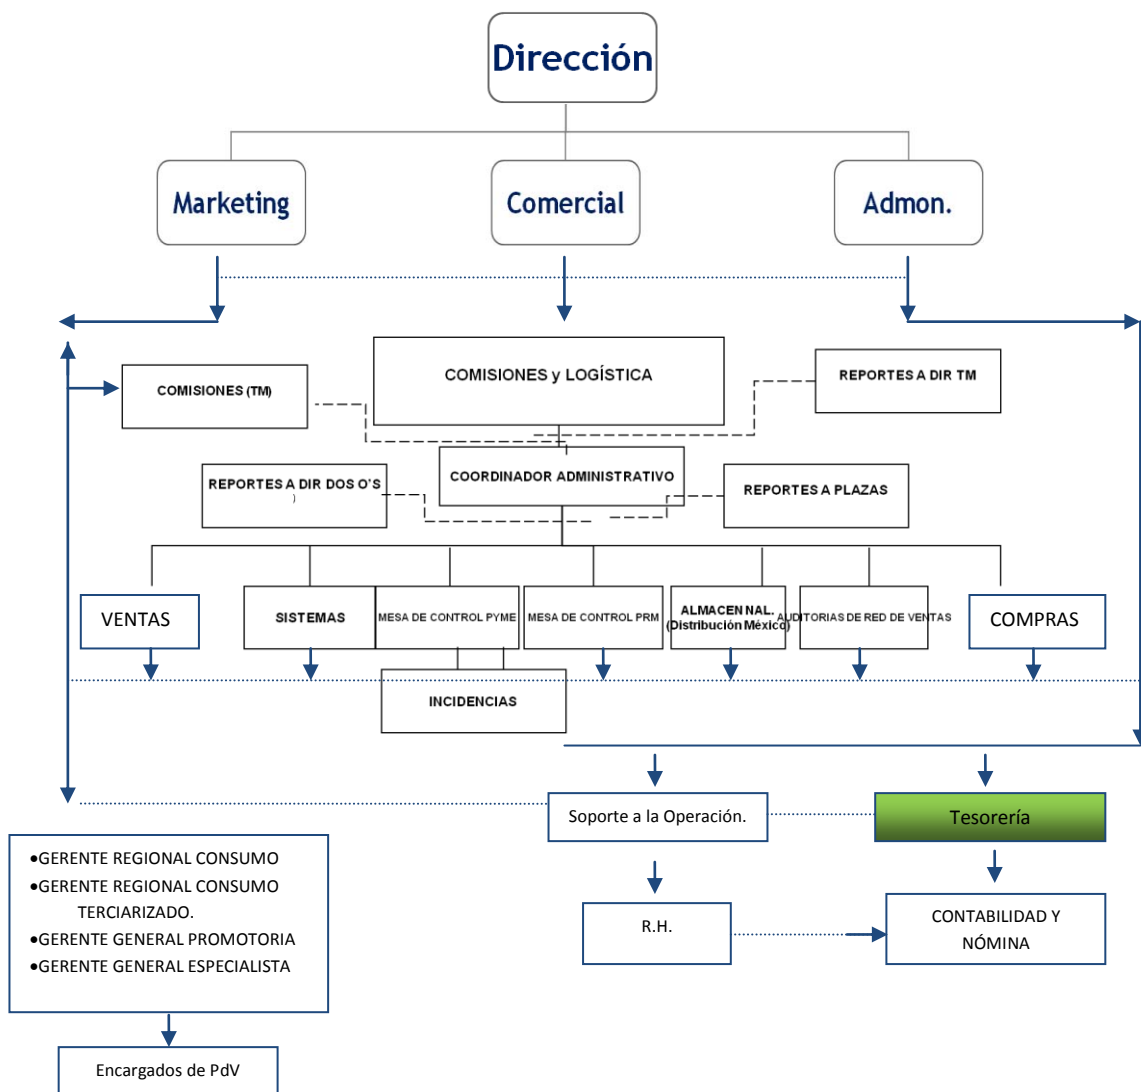 Dirección
Marketing
Comercial
Admon.
COMISIONES (TM)
COMISIONES y LOGÍSTICA
REPORTES A DIR TM
REPORTES A DIR DOS O'S
)
COORDINADOR ADMINISTRATIVO
REPORTES A PLAZAS
VENTAS
SISTEMAS
MESA DE CONTROL PYME
MESA DE CONTROL PRM
ALMACEN NAL.
(Distribución México)
AUDITORIAS DE RED DE VENTAS
COMPRAS
INCIDENCIAS
Soporte a la Operación.
Tesorería
•GERENTE REGIONAL CONSUMO
•GERENTE REGIONAL CONSUMO
TERCIARIZADO.
•GERENTE GENERAL PROMOTORIA
•GERENTE GENERAL ESPECIALISTA
R.H.
CONTABILIDAD Y
NÓMINA
Encargados de PdV